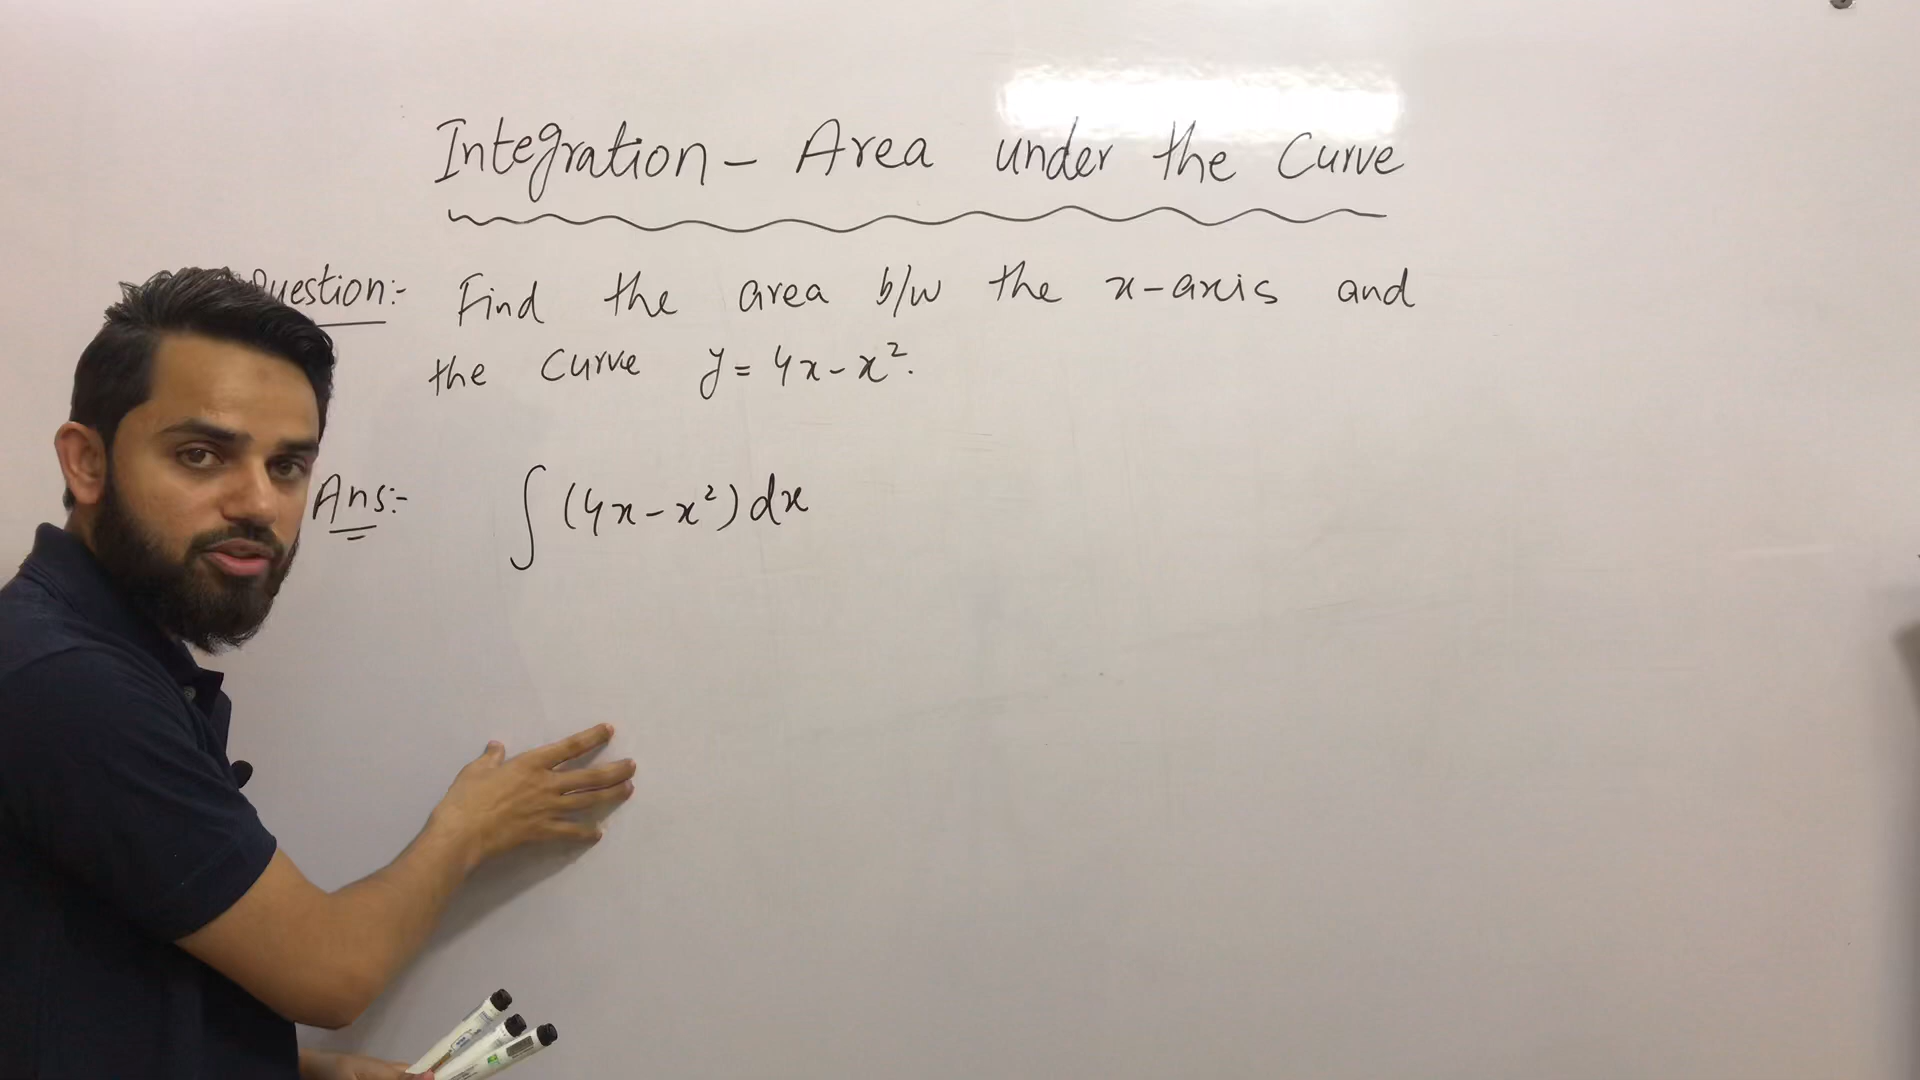 Integration - Area under the Curve
Question:- Find the area b/w the x-axis and
the Curve y = 4x - x².
Ans:- ∫ (4x - x²) dx